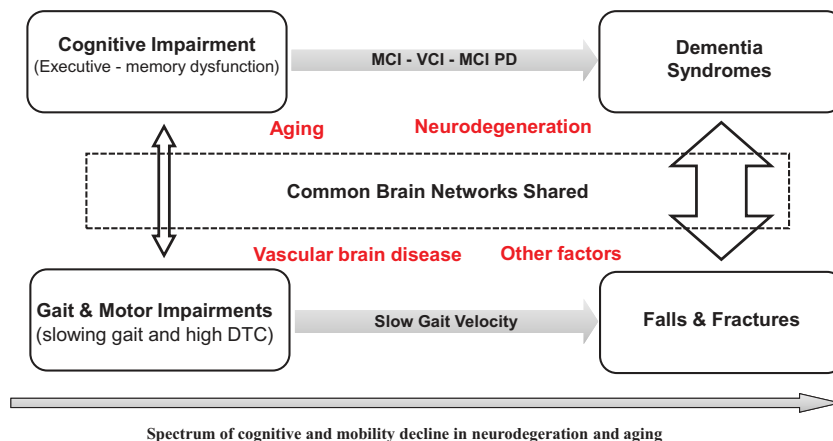 Cognitive Impairment
(Executive - memory dysfunction)
MCI - VCI - MCI PD
Dementia
Syndromes
Aging
Neurodegeneration
Common Brain Networks Shared
Vascular brain disease
Other factors
Gait & Motor Impairments
(slowing gait and high DTC)
Slow Gait Velocity
Falls & Fractures
Spectrum of cognitive and mobility decline in neurodegeration and aging